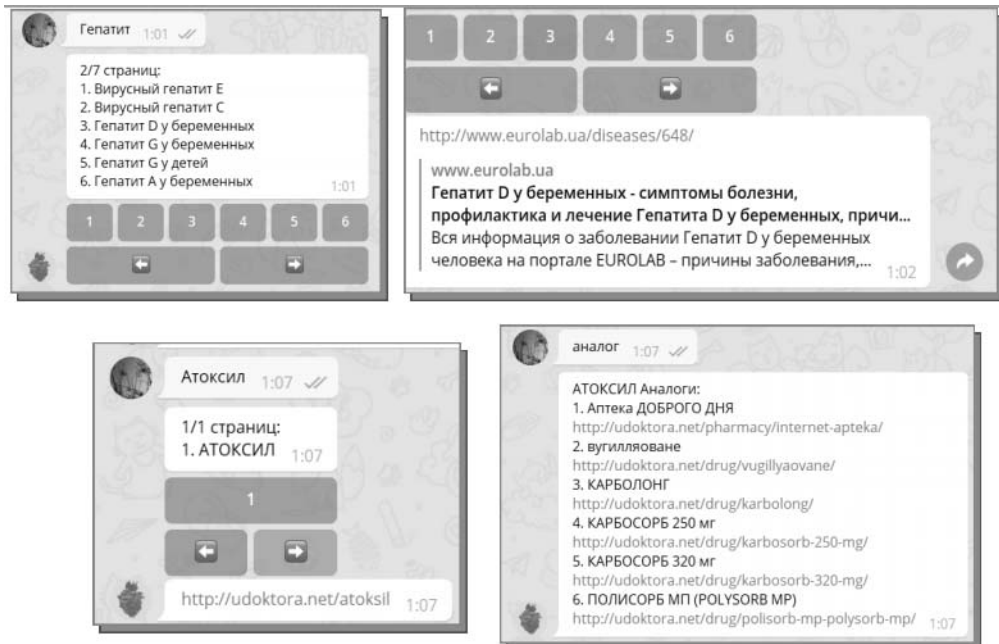 Гепатит 1:01
2/7 страниц:
1. Вирусный гепатит E
2. Вирусный гепатит C
3. Гепатит D у беременных
4. Гепатит G у беременных
5. Гепатит G у детей
6. Гепатит A у беременных
1:01
1 2 3 4 5 6
1 2 3 4 5 6
http://www.eurolab.ua/diseases/648/
www.eurolab.ua
Гепатит D у беременных - симптомы болезни,
профилактика и лечение Гепатита D у беременных, причи...
Вся информация о заболевании Гепатит D у беременных
человека на портале EUROLAB – причины заболевания,...
1:02
Атоксил 1:07
1/1 страниц:
1. АТОКСИЛ 1:07
1
http://udoktora.net/atoksil 1:07
аналог 1:07
АТОКСИЛ Аналоги:
1. Аптека ДОБРОГО ДНЯ
http://udoktora.net/pharmacy/internet-apteka/
2. вугилляоване
http://udoktora.net/drug/vugillyaovane/
3. КАРБОЛОНГ
http://udoktora.net/drug/karbolong/
4. КАРБОСОРБ 250 мг
http://udoktora.net/drug/karbosorb-250-mg/
5. КАРБОСОРБ 320 мг
http://udoktora.net/drug/karbosorb-320-mg/
6. ПОЛИСОРБ МП (POLYSORB MP)
http://udoktora.net/drug/polisorb-mp-polysorb-mp/ 1:07